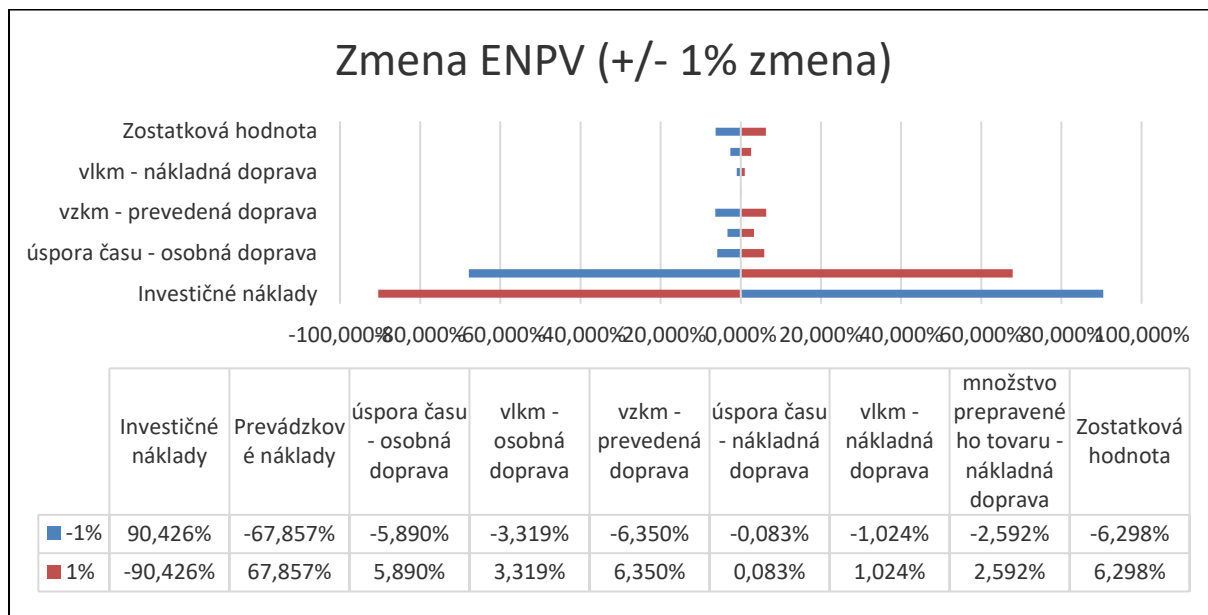 Zmena ENPV (+/- 1% zmena)
Zostatková hodnota
vlkm - nákladná doprava
vzkm - prevedená doprava
úspora času - osobná doprava
Investičné náklady
-100,000% -80,000% -60,000% -40,000% -20,000% 0,000% 20,000% 40,000% 60,000% 80,000% 100,000%
množstvo
úspora času vlkm - vzkm - úspora času vlkm - prepravené
Investičné Prevádzkov - osobná osobná prevedená - nákladná nákladná ho tovaru - Zostatková
náklady é náklady doprava doprava doprava doprava doprava nákladná hodnota
doprava
-1% 90,426% -67,857% -5,890% -3,319% -6,350% -0,083% -1,024% -2,592% -6,298%
1% -90,426% 67,857% 5,890% 3,319% 6,350% 0,083% 1,024% 2,592% 6,298%